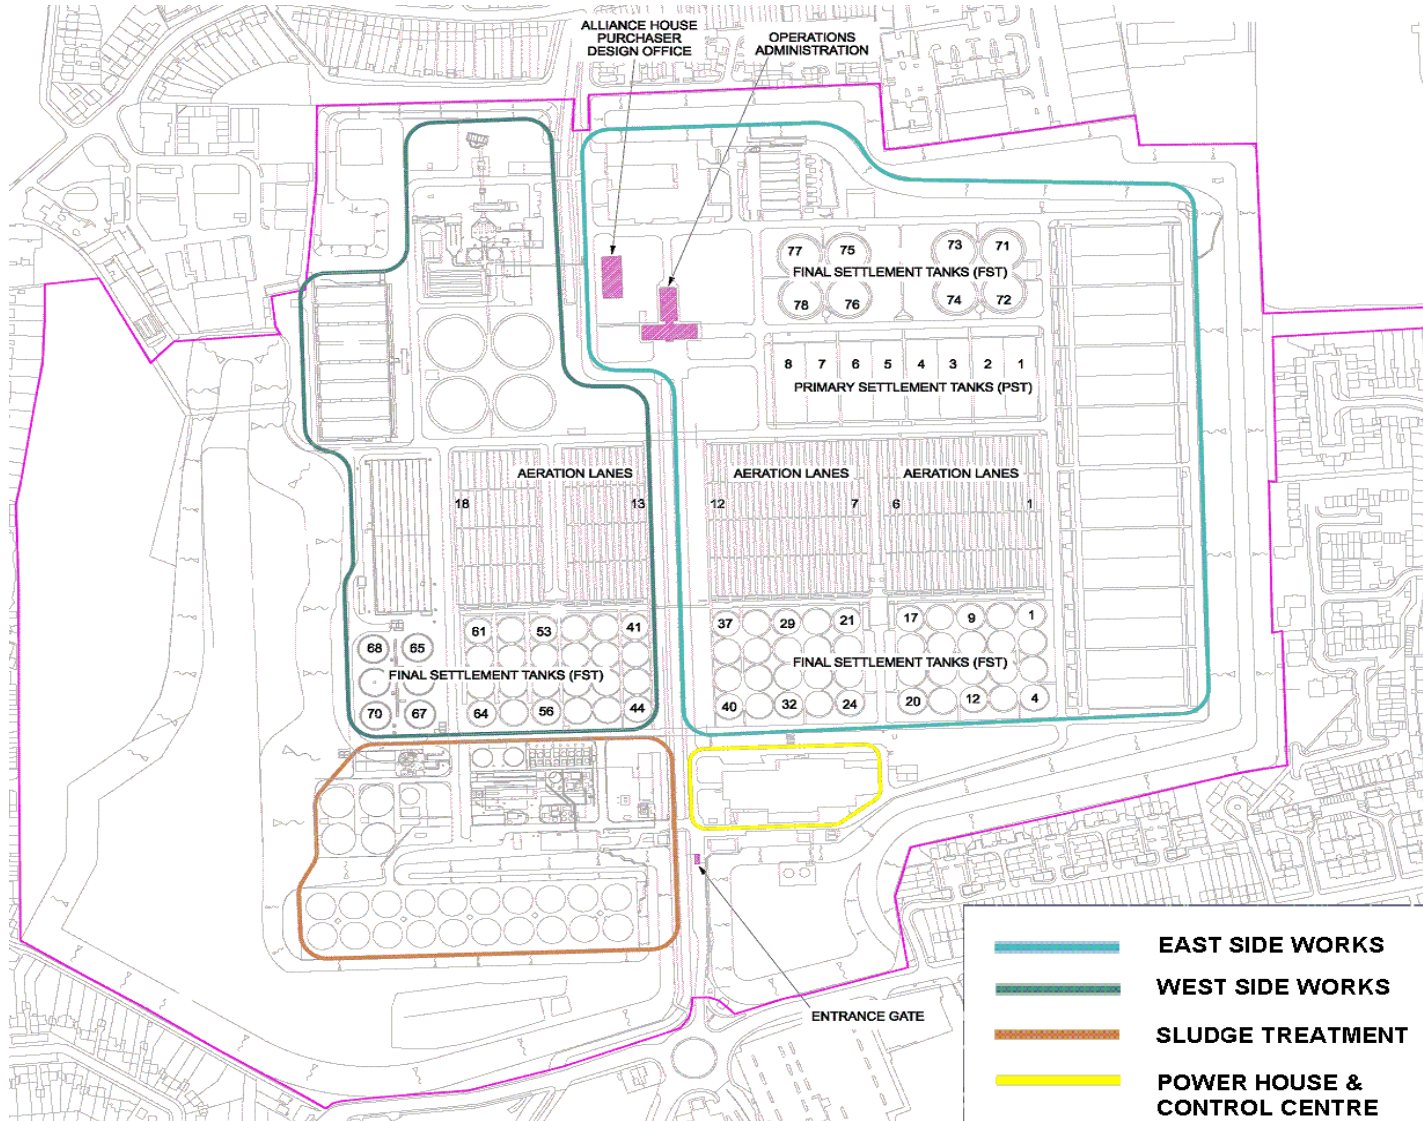 ALLIANCE HOUSE
PURCHASER
DESIGN OFFICE
OPERATIONS
ADMINISTRATION
77 75 73 71
FINAL SETTLEMENT TANKS (FST)
78 76 74 72
8 7 6 5 4 3 2 1
PRIMARY SETTLEMENT TANKS (PST)
AERATION LANES AERATION LANES AERATION LANES
18 13 12 7 6 1
61 53 41 37 29 21 17 9 1
68 65
FINAL SETTLEMENT TANKS (FST)
FINAL SETTLEMENT TANKS (FST)
70 67 64 56 44 40 32 24 20 12 4
ENTRANCE GATE
EAST SIDE WORKS
WEST SIDE WORKS
SLUDGE TREATMENT
POWER HOUSE &
CONTROL CENTRE